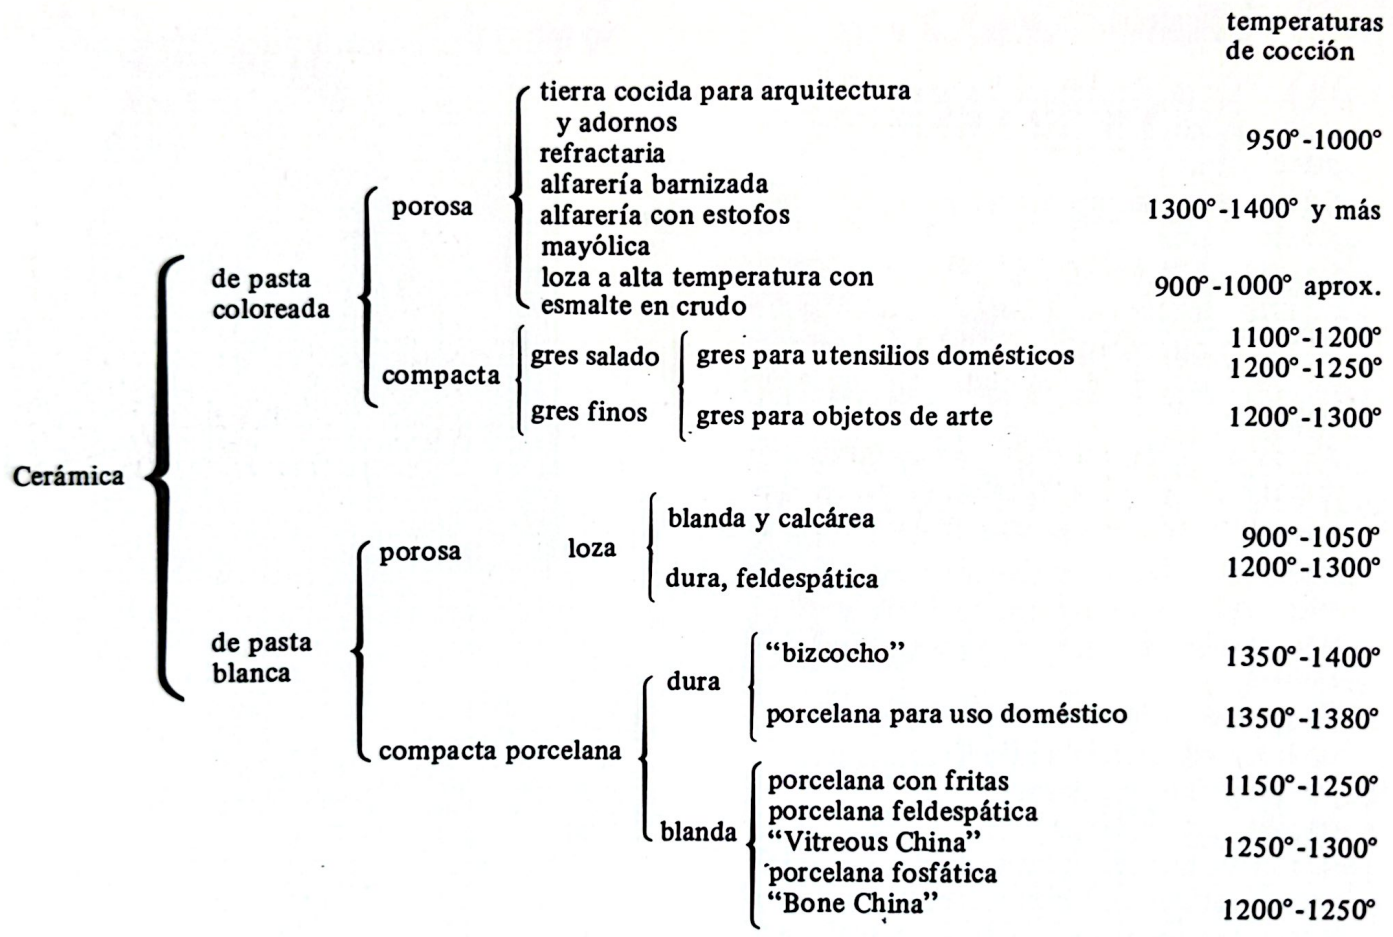 temperaturas
de cocción
tierra cocida para arquitectura
y adornos
950°-1000°
refractaria
alfarería barnizada
porosa
alfarería con estofos
1300°-1400° y más
mayólica
de pasta
coloreada
loza a alta temperatura con
esmalte en crudo
900°-1000° aprox.
1100°-1200°
gres salado
gres para utensilios domésticos
1200°-1250°
compacta
gres finos
gres para objetos de arte
1200°-1300°
Cerámica
blanda y calcárea
900°-1050°
porosa
loza
dura, feldespática
1200°-1300°
de pasta
blanca
"bizcocho"
1350°-1400°
dura
porcelana para uso doméstico
1350°-1380°
compacta porcelana
porcelana con fritas
1150°-1250°
porcelana feldespática
blanda
"Vitreous China"
1250°-1300°
porcelana fosfática
"Bone China"
1200°-1250°